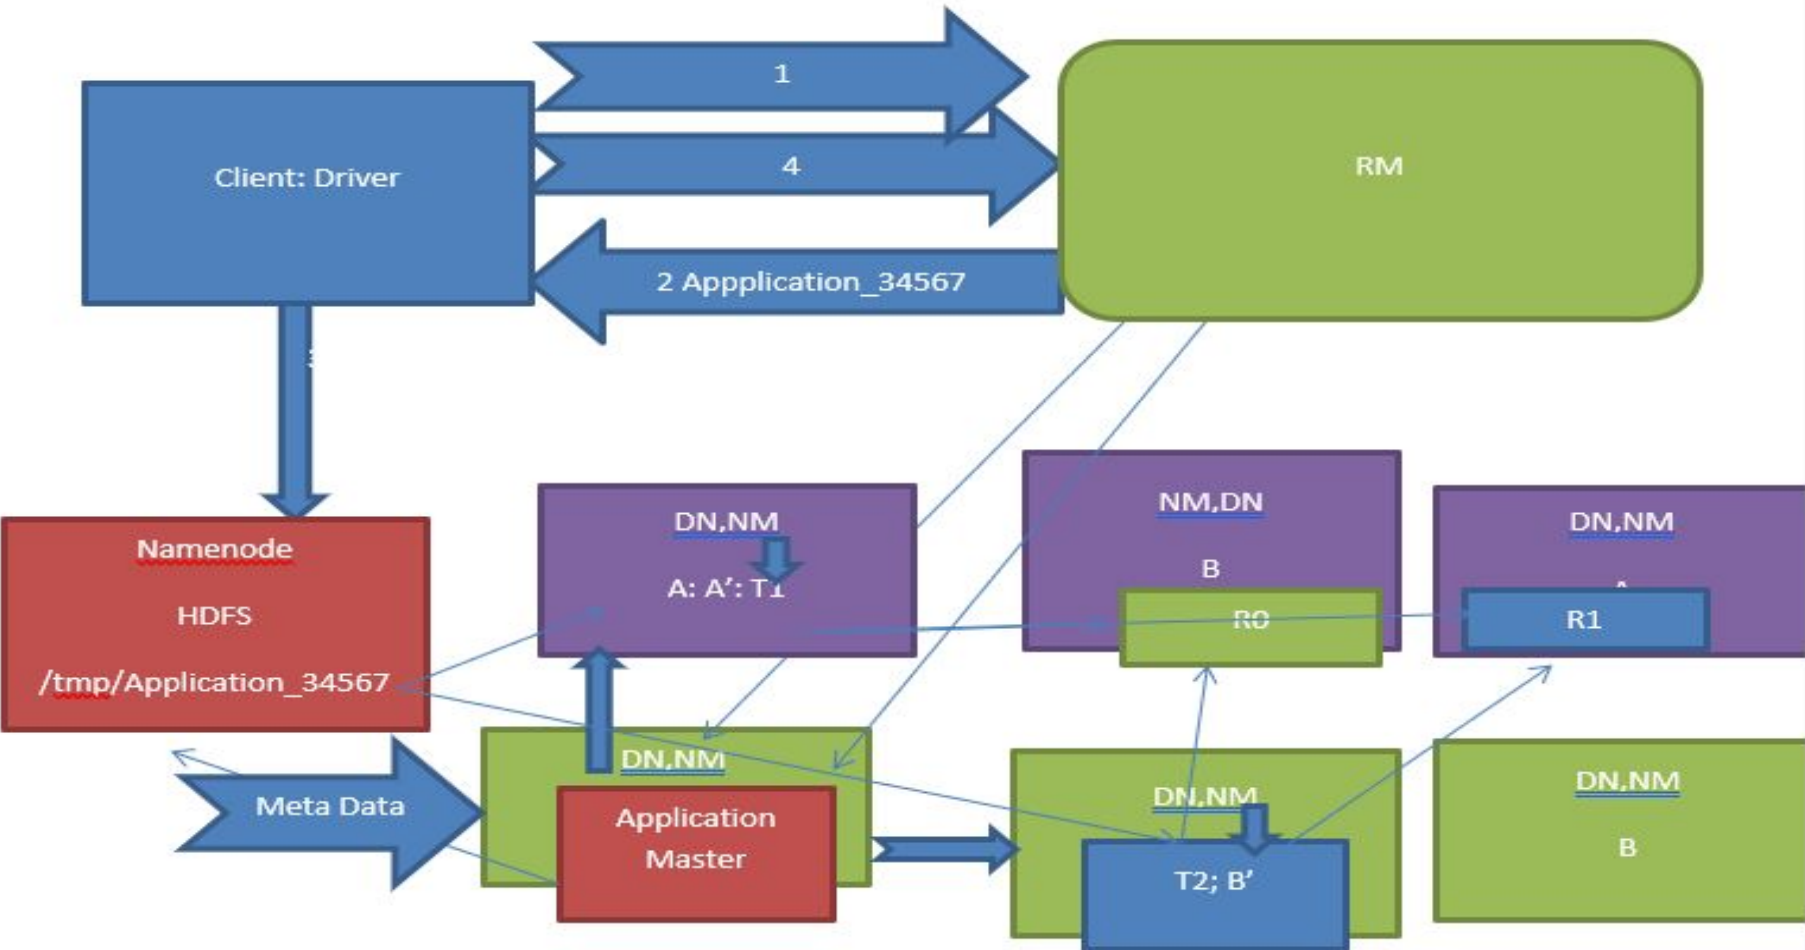 1
Client: Driver
4
RM
2 Appplication_34567
NM,DN
DN,NM
DN,NM
Namenode
B
A: A’: T1
HDFS
R0
R1
/tmp/Application_34567
DN,NM
DN,NM
DN,NM
Meta Data
Application
Master
B
T2; B’